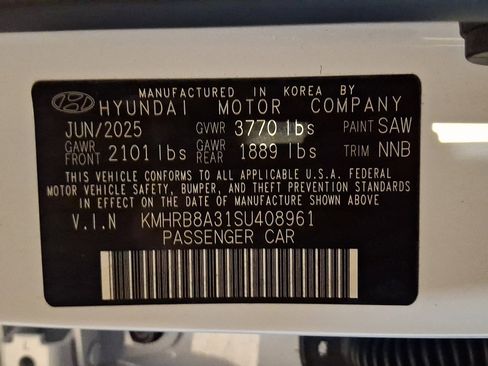 MANUFACTURED IN KOREA BY
HYUNDAI MOTOR COMPANY
JUN/2025 GVWR 3770 lbs PAINT SAW
GAWR FRONT 2101 lbs GAWR REAR 1889 lbs TRIM NNB
THIS VEHICLE CONFORMS TO ALL APPLICABLE U.S.A. FEDERAL
MOTOR VEHICLE SAFETY, BUMPER, AND THEFT PREVENTION STANDARDS
IN EFFECT ON THE DATE OF MANUFACTURE SHOWN ABOVE
V.I.N KMHRB8A31SU408961
PASSENGER CAR